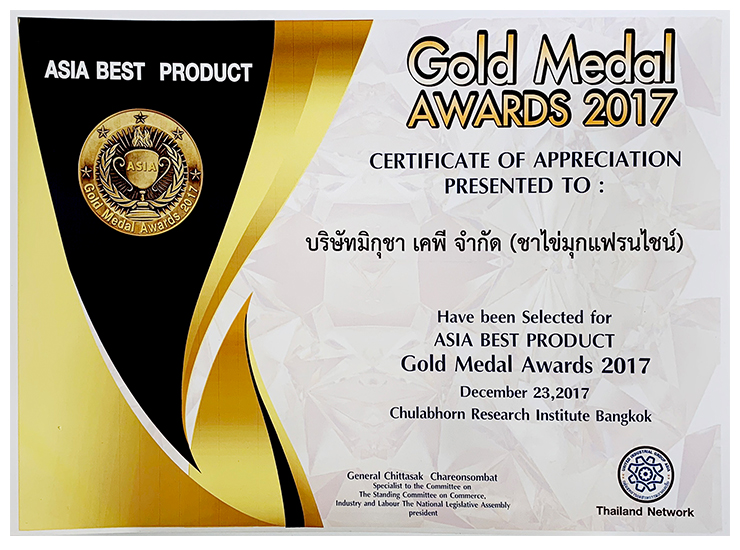 ASIA BEST PRODUCT
ASIA
Gold Medal Awards 2017
Gold Medal
AWARDS 2017
CERTIFICATE OF APPRECIATION
PRESENTED TO :
บริษัทมิกุชา เคพี จำกัด (ชาไข่มุกแฟรนไชน์)
Have been Selected for
ASIA BEST PRODUCT
Gold Medal Awards 2017
December 23,2017
Chulabhorn Research Institute Bangkok
General Chittasak Chareonsombat
Specialist to the Committee on
The Standing Committee on Commerce,
Industry and Labour The National Legislative Assembly
president
Thailand Network